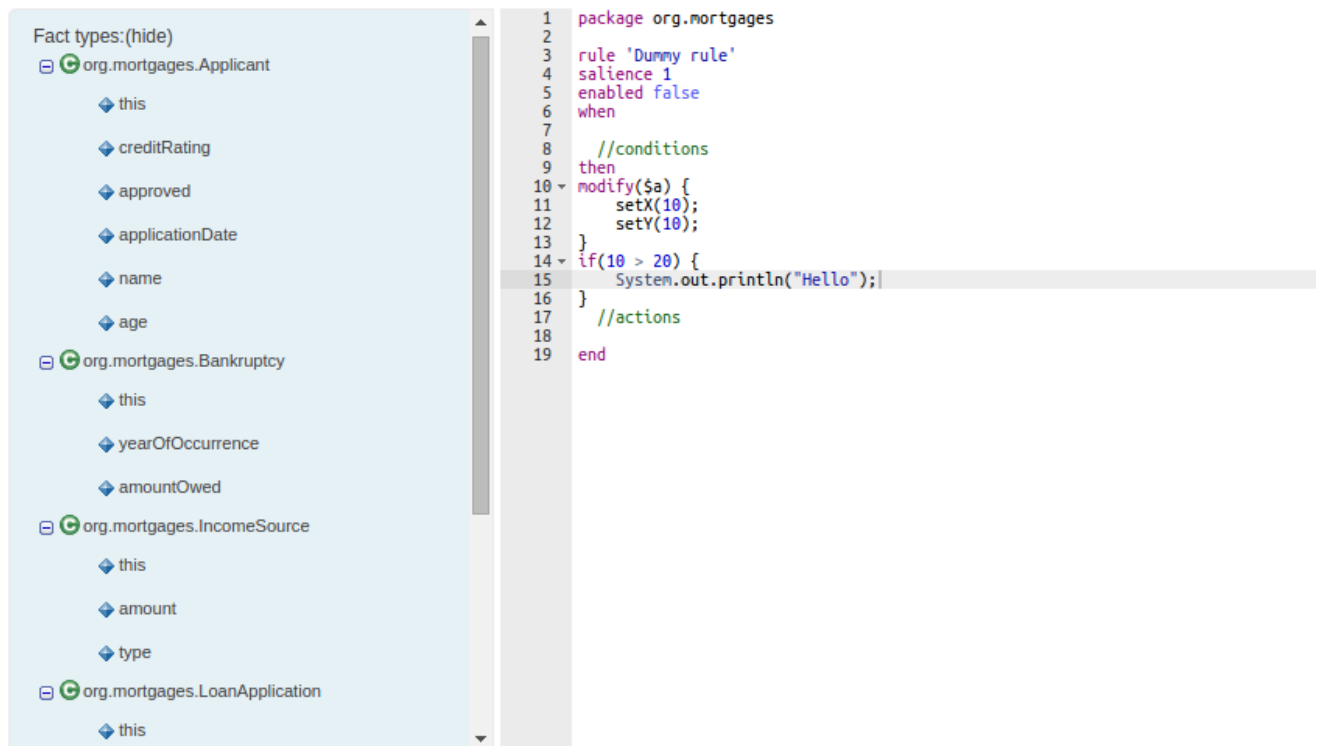 Fact types:(hide)
org.mortgages.Applicant
this
creditRating
approved
applicationDate
name
age
org.mortgages.Bankruptcy
this
yearOfOccurrence
amountOwed
org.mortgages.IncomeSource
this
amount
type
org.mortgages.LoanApplication
this
1 package org.mortgages
2
3 rule 'Dummy rule'
4 salience 1
5 enabled false
6 when
7
8 //conditions
9 then
10 modify($a) {
11 setX(10);
12 setY(10);
13 }
14 if(10 > 20) {
15 System.out.println("Hello");
16 }
17 //actions
18
19 end